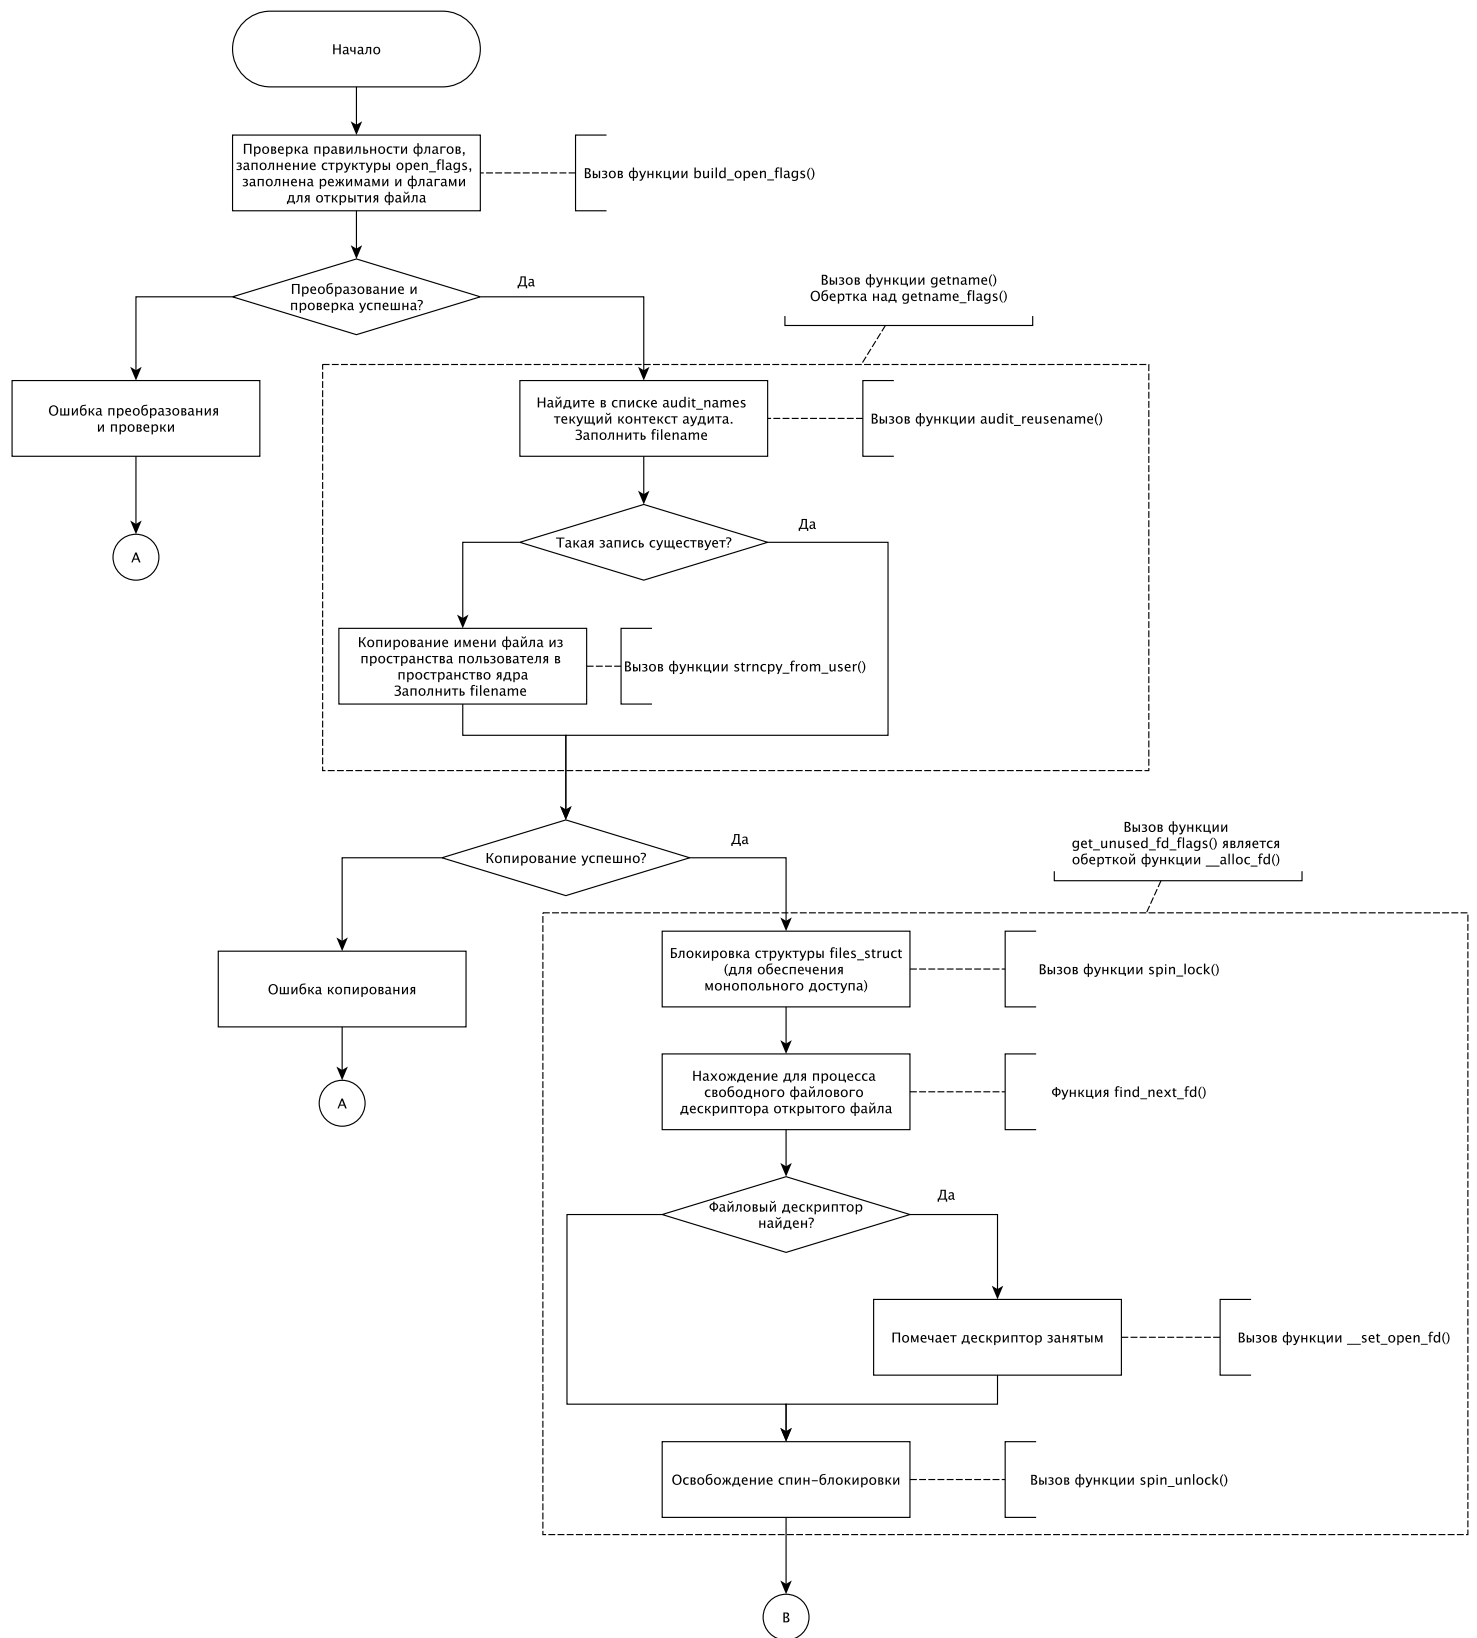 Начало
Проверка правильности флагов,
заполнение структуры open_flags,
заполнена режимами и флагами
для открытия файла
Вызов функции build_open_flags()
Преобразование и
проверка успешна?
Да
Вызов функции getname()
Обертка над getname_flags()
Ошибка преобразования
и проверки
A
Найдите в списке audit_names
текущий контекст аудита.
Заполнить filename
Вызов функции audit_reusename()
Такая запись существует?
Да
Копирование имени файла из
пространства пользователя в
пространство ядра
Заполнить filename
Вызов функции strncpy_from_user()
Копирование успешно?
Да
Вызов функции
get_unused_fd_flags() является
оберткой функции __alloc_fd()
Ошибка копирования
A
Блокировка структуры files_struct
(для обеспечения
монопольного доступа)
Вызов функции spin_lock()
Нахождение для процесса
свободного файлового
дескриптора открытого файла
Функция find_next_fd()
Файловый дескриптор
найден?
Да
Помечает дескриптор занятым
Вызов функции __set_open_fd()
Освобождение спин-блокировки
Вызов функции spin_unlock()
B